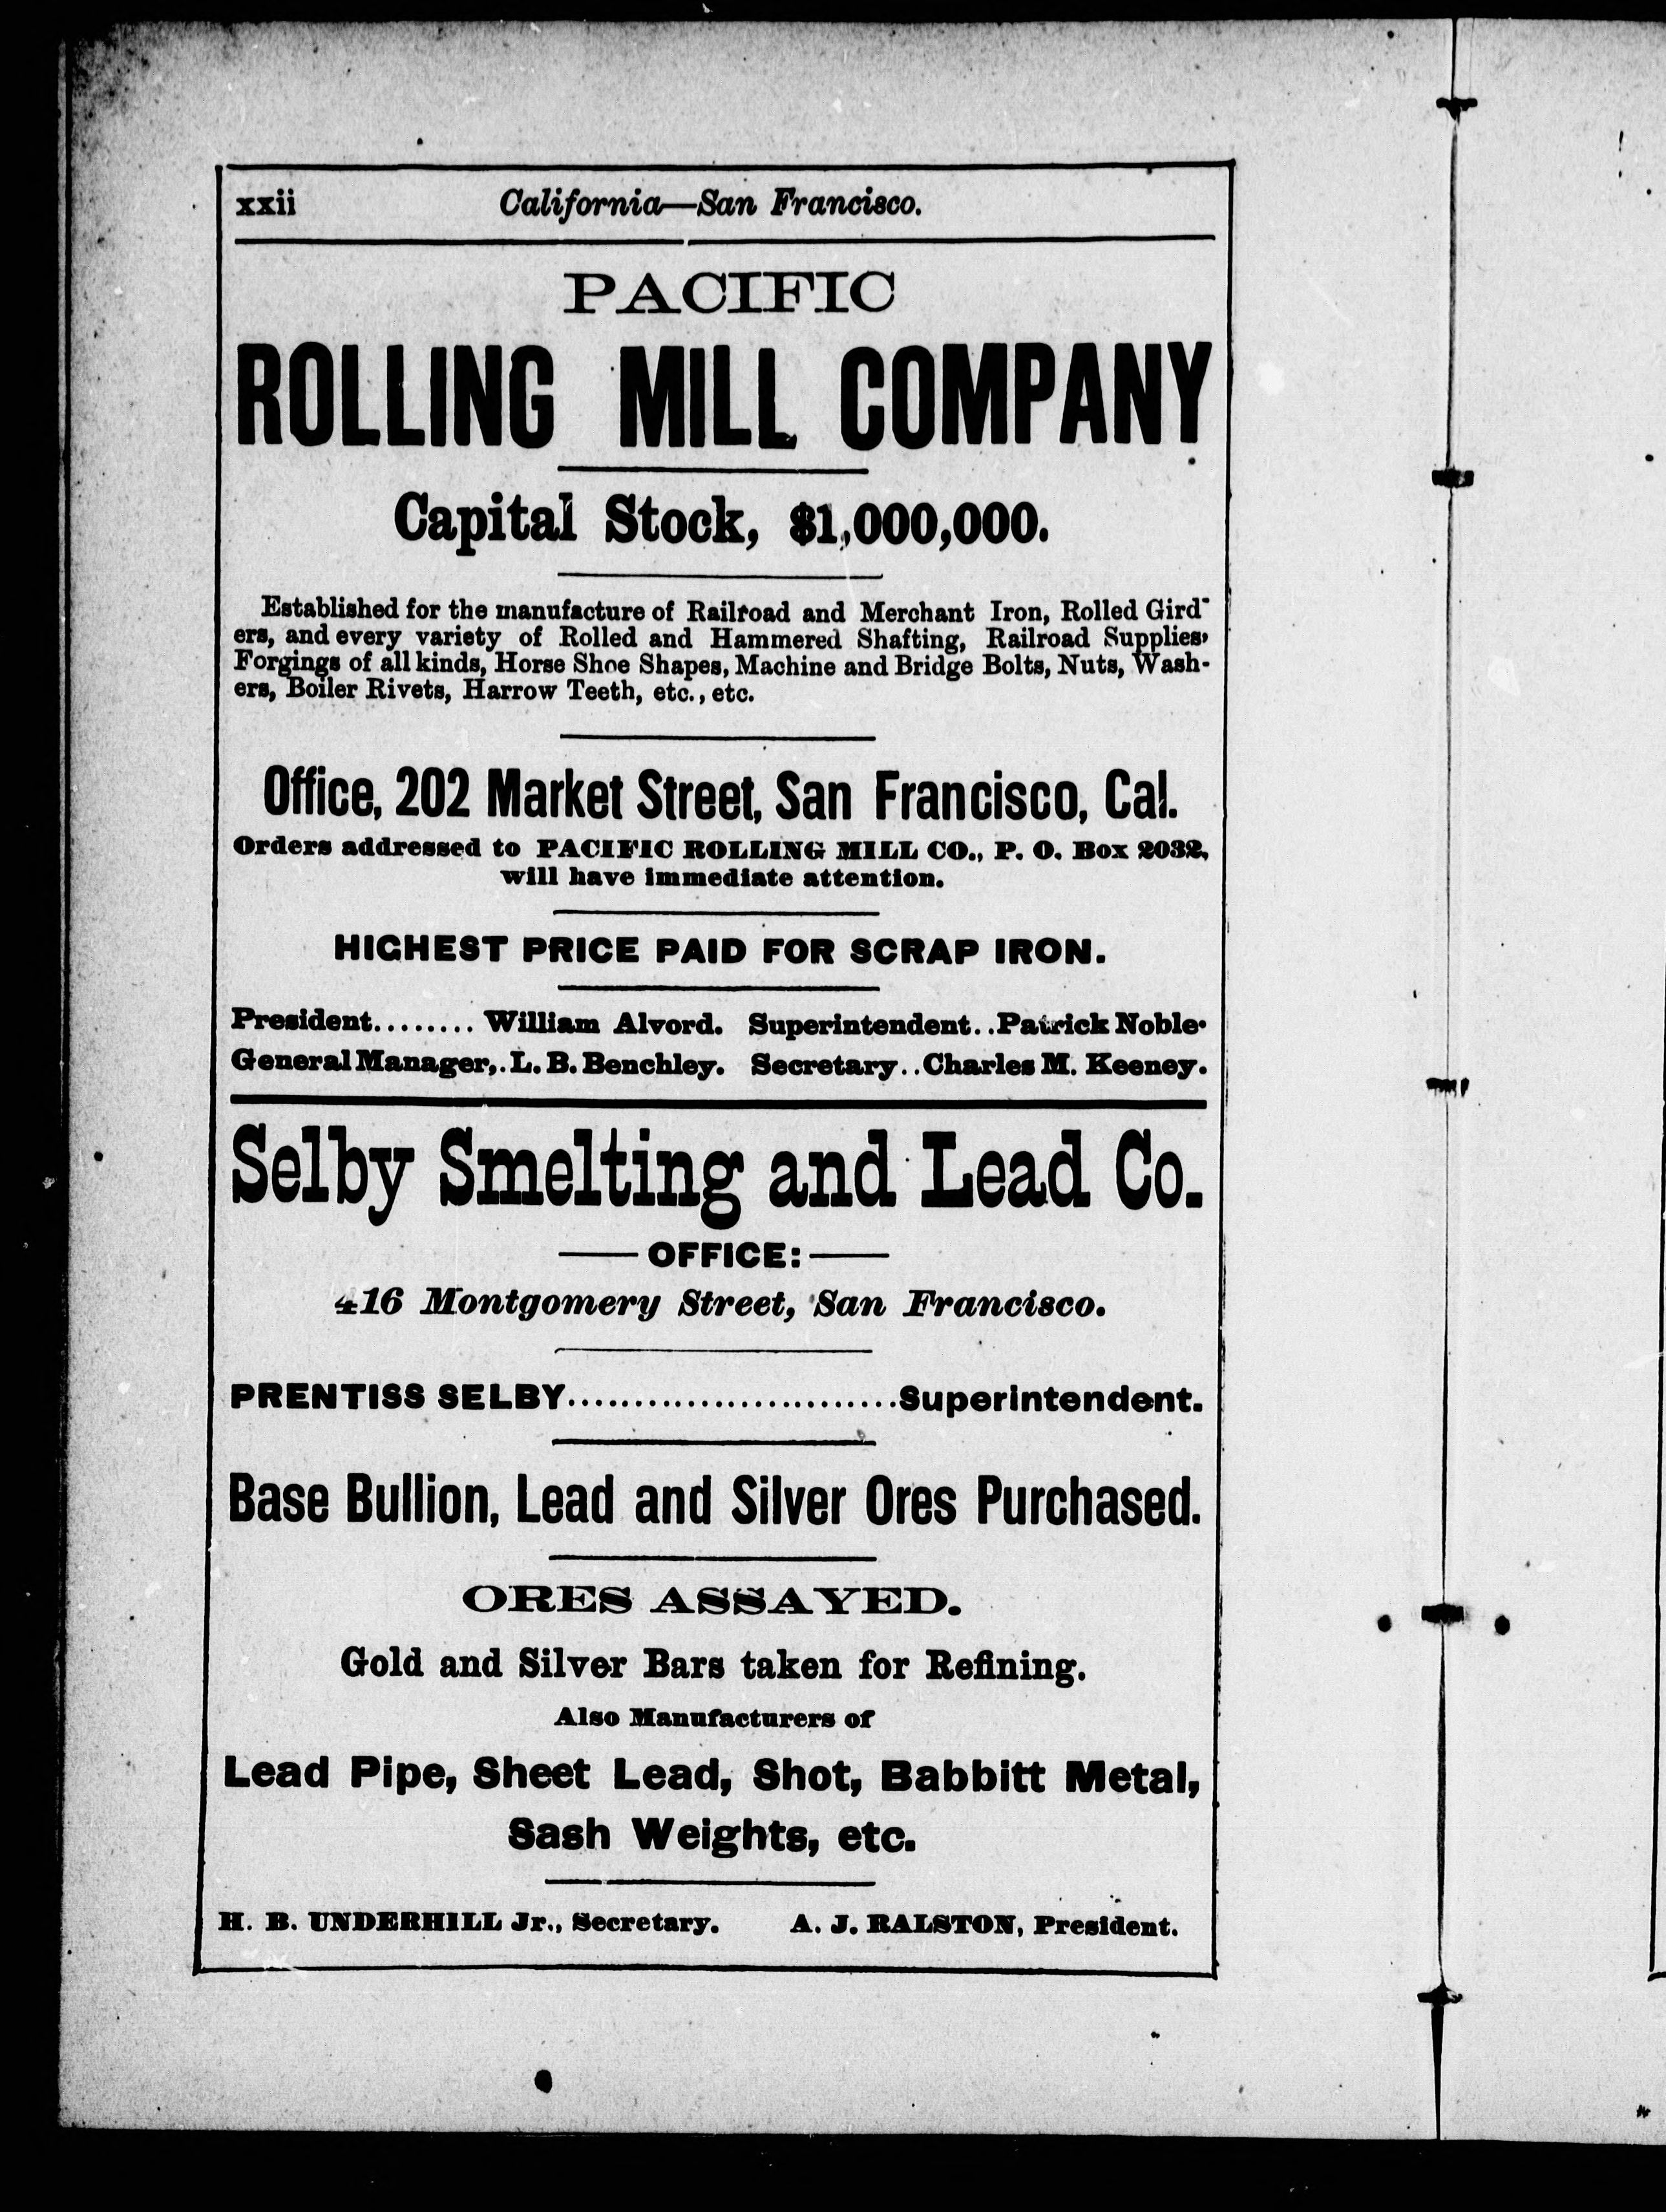 xxii California—San Francisco.
PACIFIC
ROLLING MILL COMPANY
Capital Stock, $1,000,000.
Established for the manufacture of Railroad and Merchant Iron, Rolled Gird-
ers, and every variety of Rolled and Hammered Shafting, Railroad Supplies,
Forgings of all kinds, Horse Shoe Shapes, Machine and Bridge Bolts, Nuts, Wash-
ers, Boiler Rivets, Harrow Teeth, etc., etc.
Office, 202 Market Street, San Francisco, Cal.
Orders addressed to PACIFIC ROLLING MILL CO., P. O. Box 2032,
will have immediate attention.
HIGHEST PRICE PAID FOR SCRAP IRON.
President........ William Alvord. Superintendent..Patrick Noble.
General Manager,.L. B. Benchley. Secretary..Charles M. Keeney.
Selby Smelting and Lead Co.
—OFFICE:—
416 Montgomery Street, San Francisco.
PRENTISS SELBY.........................Superintendent.
Base Bullion, Lead and Silver Ores Purchased.
ORES ASSAYED.
Gold and Silver Bars taken for Refining.
Also Manufacturers of
Lead Pipe, Sheet Lead, Shot, Babbitt Metal,
Sash Weights, etc.
H. B. UNDERHILL Jr., Secretary. A. J. RALSTON, President.